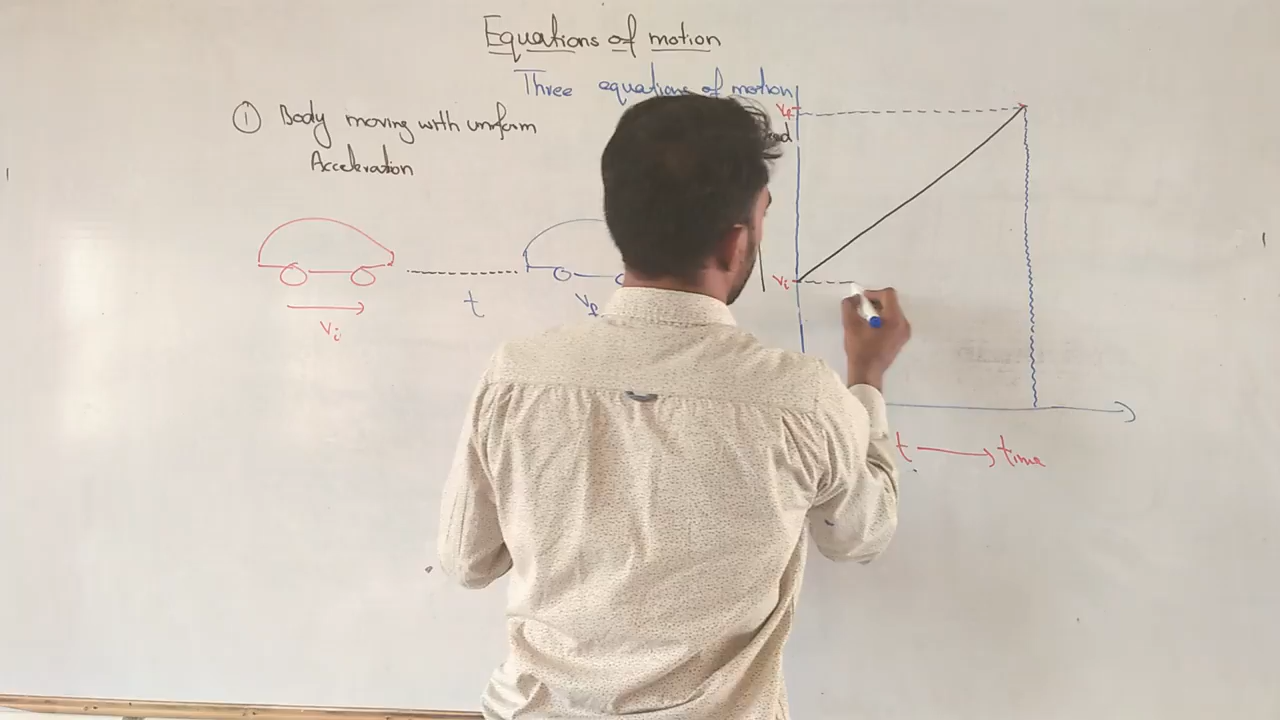 Equations of motion
Three equations of motion
① Body moving with uniform
Acceleration
vi
t
vf
vf
vi
t → time